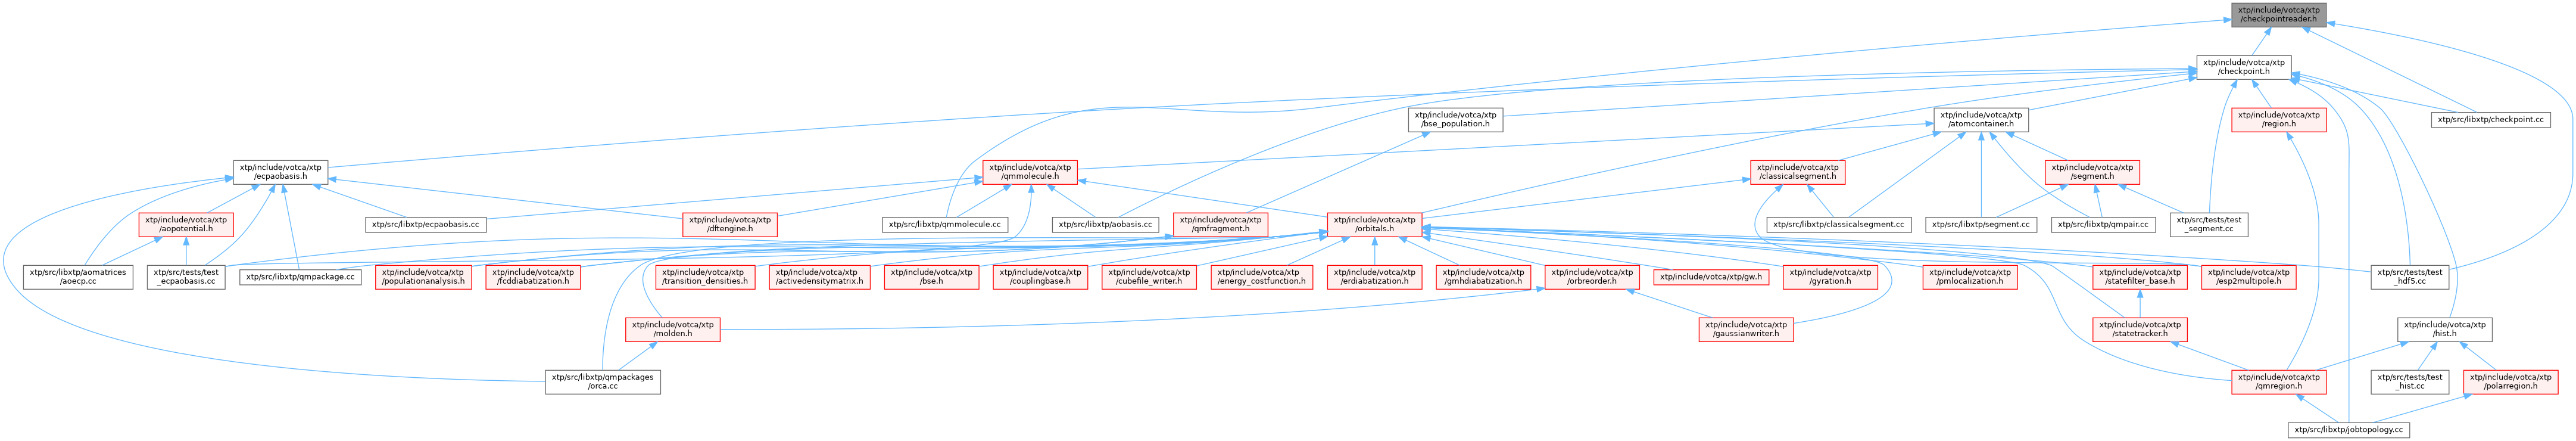 xtp/include/votca/xtp
/checkpointreader.h
xtp/include/votca/xtp
/checkpoint.h
xtp/include/votca/xtp
/bse_population.h
xtp/include/votca/xtp
/atomcontainer.h
xtp/include/votca/xtp
/region.h
xtp/src/libxtp/checkpoint.cc
xtp/include/votca/xtp
/ecpaobasis.h
xtp/include/votca/xtp
/qmmolecule.h
xtp/include/votca/xtp
/classicalsegment.h
xtp/include/votca/xtp
/segment.h
xtp/include/votca/xtp
/aopotential.h
xtp/src/libxtp/ecpaobasis.cc
xtp/include/votca/xtp
/dftengine.h
xtp/src/libxtp/qmmolecule.cc
xtp/src/libxtp/aobasis.cc
xtp/include/votca/xtp
/qmfragment.h
xtp/include/votca/xtp
/orbitals.h
xtp/src/libxtp/classicalsegment.cc
xtp/src/libxtp/segment.cc
xtp/src/libxtp/qmpair.cc
xtp/src/tests/test
_segment.cc
xtp/src/libxtp/aomatrices
/aoecp.cc
xtp/src/tests/test
_ecpaobasis.cc
xtp/src/libxtp/qmpackage.cc
xtp/include/votca/xtp
/populationanalysis.h
xtp/include/votca/xtp
/fcddiabatization.h
xtp/include/votca/xtp
/transition_densities.h
xtp/include/votca/xtp
/activedensitymatrix.h
xtp/include/votca/xtp
/bse.h
xtp/include/votca/xtp
/couplingbase.h
xtp/include/votca/xtp
/cubefile_writer.h
xtp/include/votca/xtp
/energy_costfunction.h
xtp/include/votca/xtp
/erdiabatization.h
xtp/include/votca/xtp
/gmhdiabatization.h
xtp/include/votca/xtp
/orbreorder.h
xtp/include/votca/xtp/gw.h
xtp/include/votca/xtp
/gyration.h
xtp/include/votca/xtp
/pmlocalization.h
xtp/include/votca/xtp
/statefilter_base.h
xtp/include/votca/xtp
/esp2multipole.h
xtp/src/tests/test
_hdf5.cc
xtp/include/votca/xtp
/molden.h
xtp/include/votca/xtp
/gaussianwriter.h
xtp/include/votca/xtp
/statetracker.h
xtp/include/votca/xtp
/hist.h
xtp/src/libxtp/qmpackages
/orca.cc
xtp/include/votca/xtp
/qmregion.h
xtp/src/tests/test
_hist.cc
xtp/include/votca/xtp
/polarregion.h
xtp/src/libxtp/jobtopology.cc